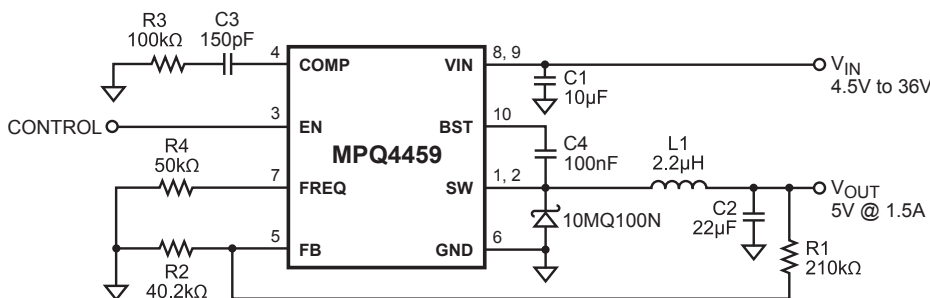 R3
100kΩ
C3
150pF
4
COMP
VIN
8, 9
V_IN
4.5V to 36V
C1
10µF
CONTROL
3
EN
BST
10
C4
100nF
MPQ4459
R4
50kΩ
7
FREQ
SW
1, 2
L1
2.2µH
V_OUT
5V @ 1.5A
10MQ100N
C2
22µF
5
FB
GND
6
R2
40.2kΩ
R1
210kΩ